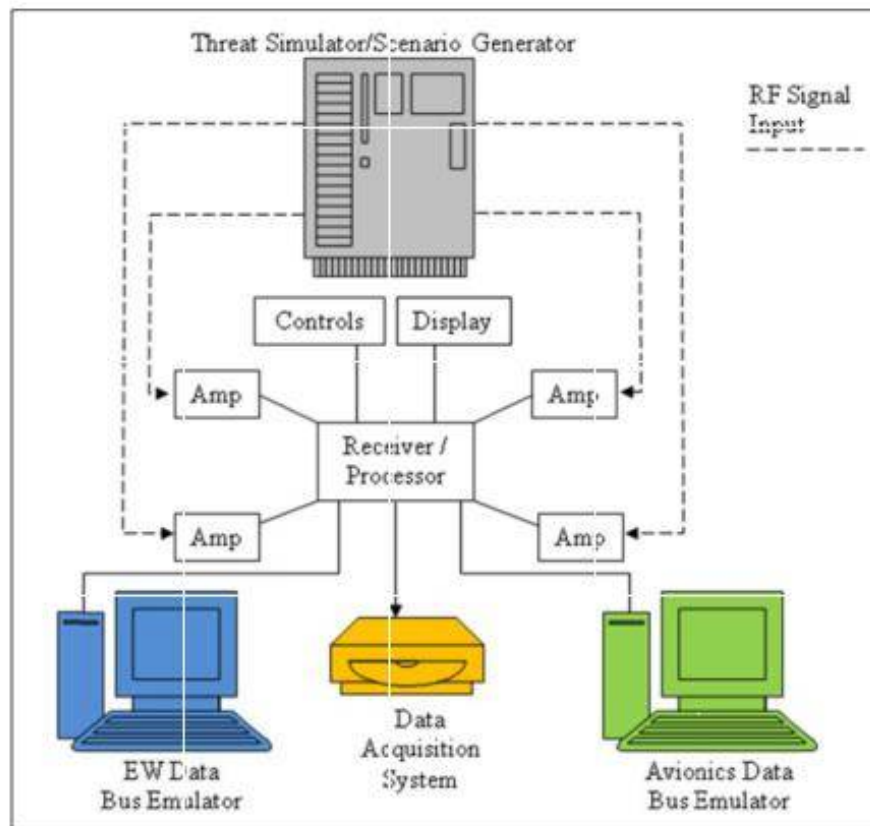 Threat Simulator/Scenario Generator
RF Signal
Input
Controls
Display
Amp
Amp
Receiver /
Processor
Amp
Amp
EW Data
Bus Emulator
Data
Acquisition
System
Avionics Data
Bus Emulator